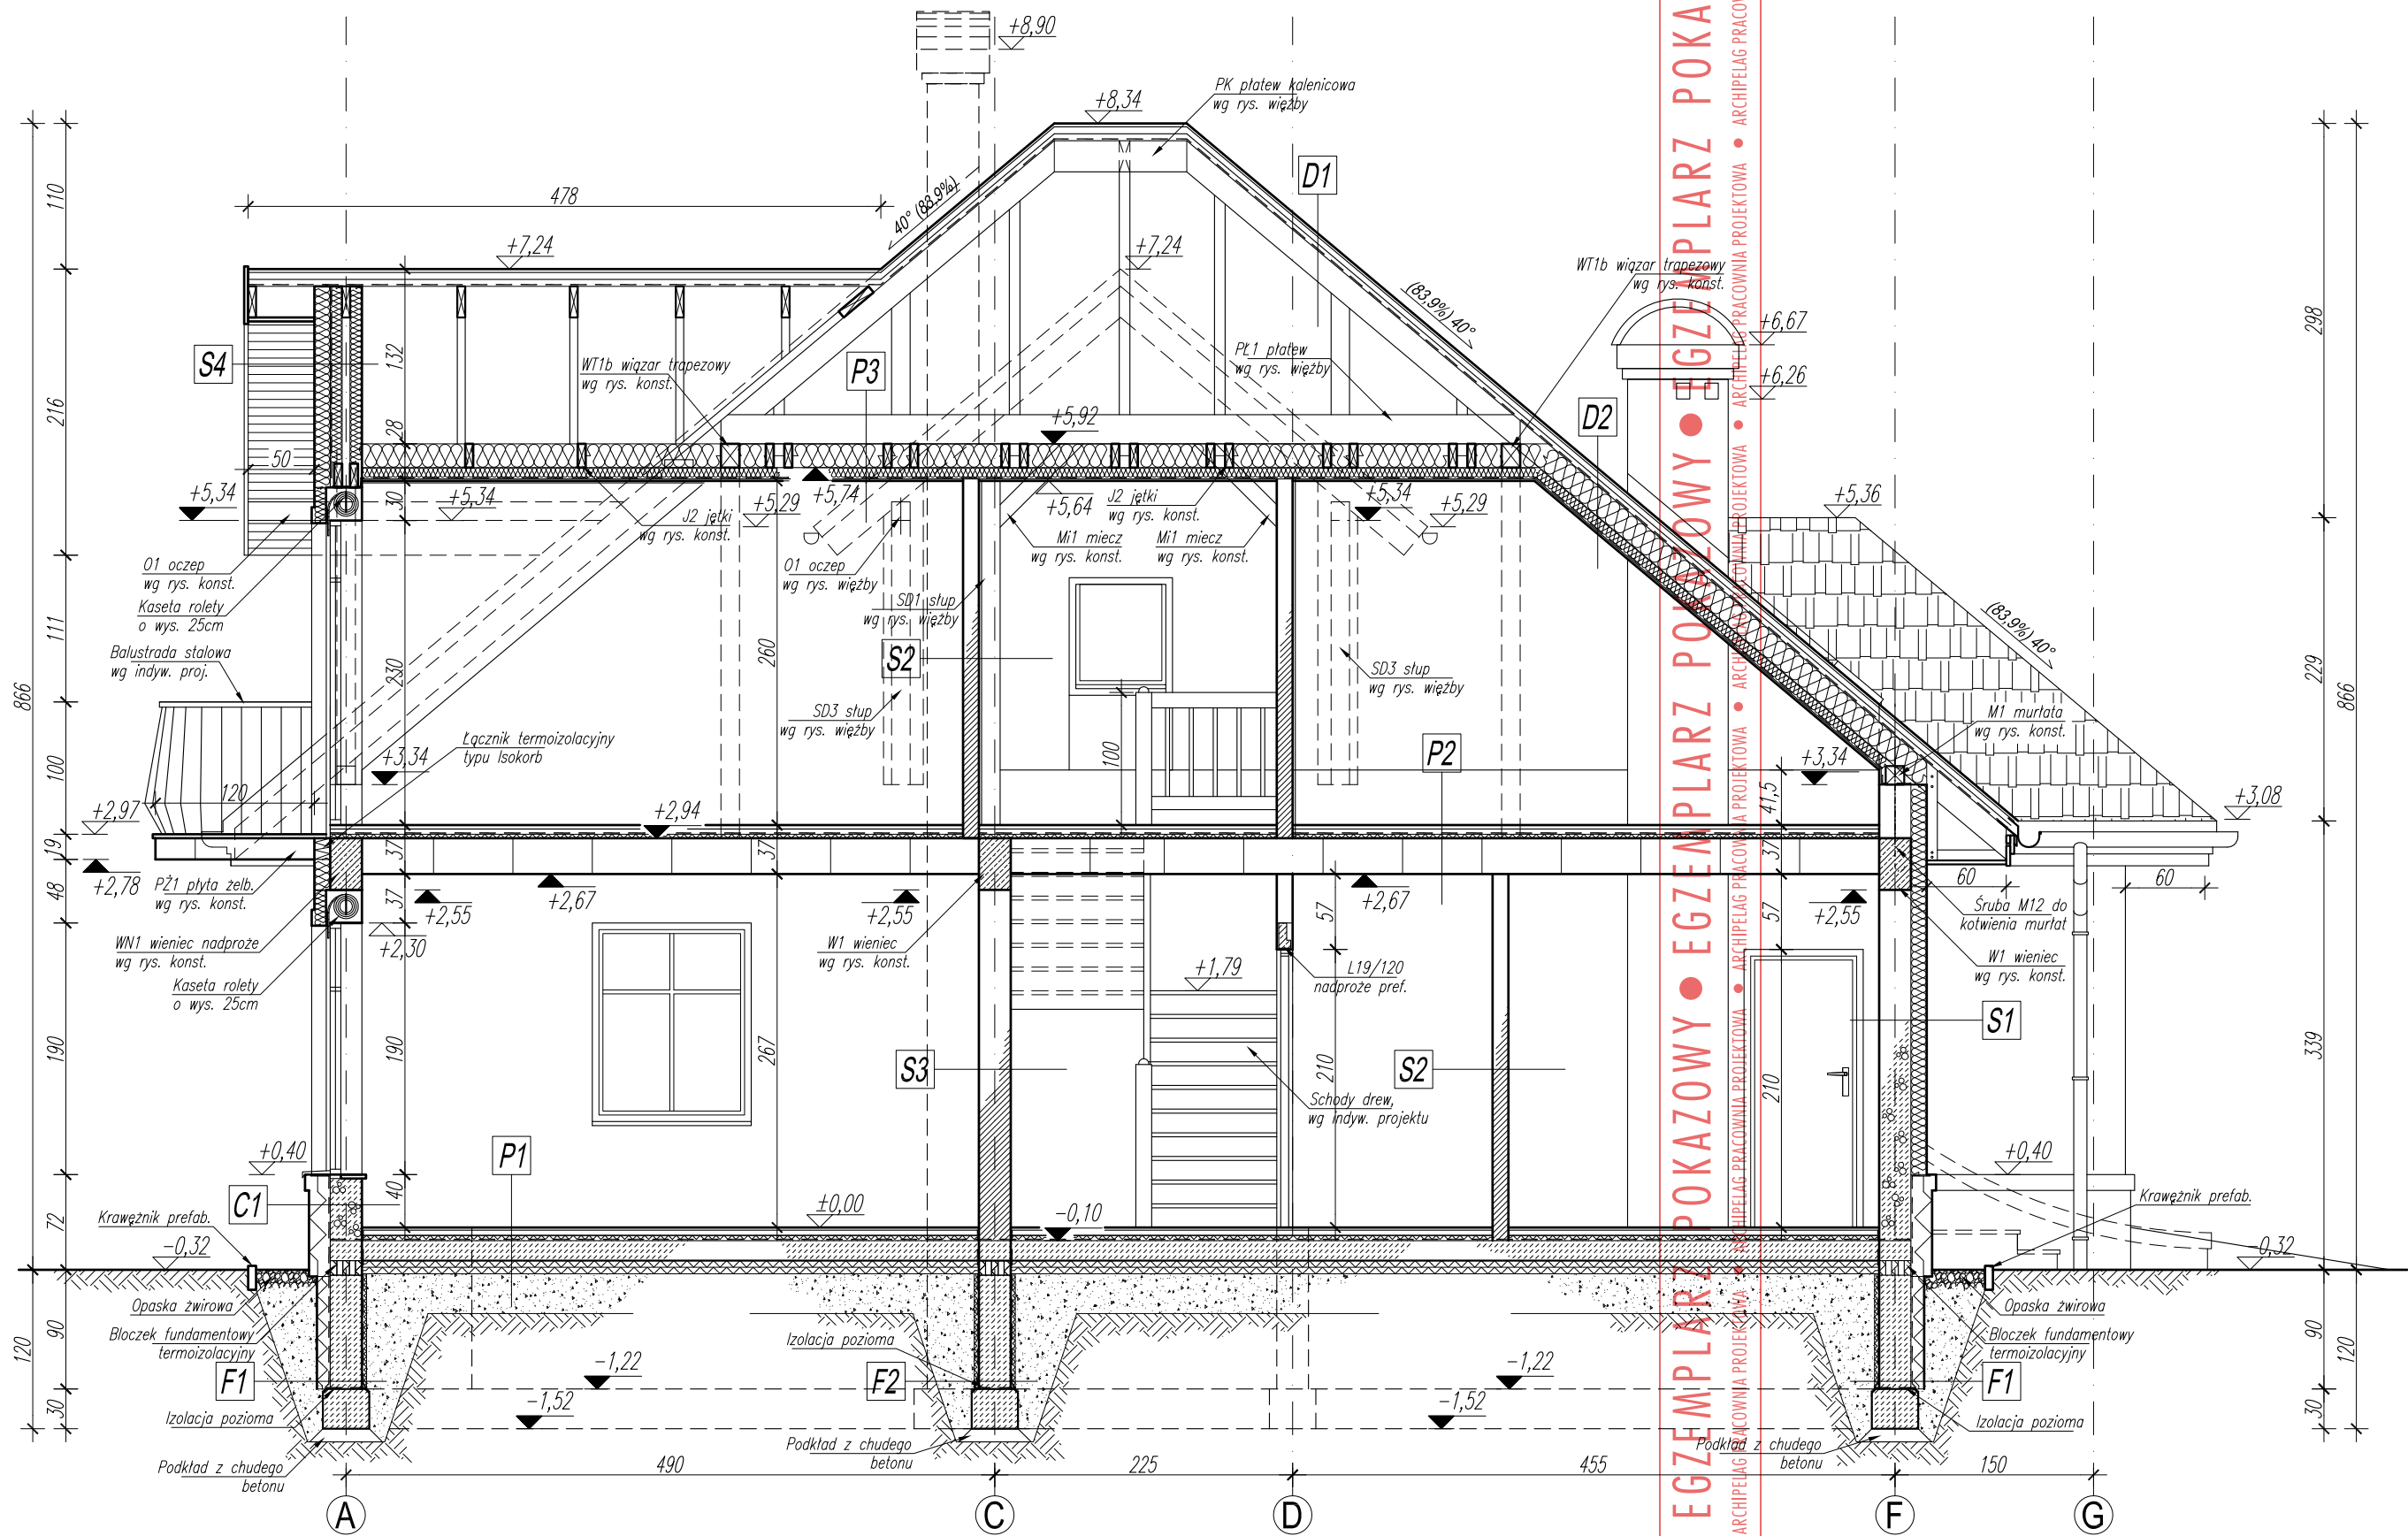 +8,90
PK płatew kalenicowa
wg rys. więźby
+8,34
D1
110
478
40° (83,9%)
+7,24
+7,24
WT1b wiązar trapezowy
wg rys. konst.
(83,9%) 40°
298
+6,67
+6,26
S4
132
WT1b wiązar trapezowy
wg rys. konst.
P3
PŁ1 płatew
wg rys. więźby
D2
216
28
+5,92
50
+5,34
30
+5,34
+5,29
+5,74
+5,64
J2 jętki
wg rys. konst.
+5,34
+5,29
+5,36
J2 jętki
wg rys. konst.
Mi1 miecz
wg rys. konst.
Mi1 miecz
wg rys. konst.
O1 oczep
wg rys. konst.
O1 oczep
wg rys. więźby
Kaseta rolety
o wys. 25cm
SD1 słup
wg rys. więźby
(83,9%) 40°
111
Balustrada stalowa
wg indyw. proj.
230
260
S2
SD3 słup
wg rys. więźby
229
866
866
SD3 słup
wg rys. więźby
M1 murłata
wg rys. konst.
Łącznik termoizolacyjny
typu Isokorb
100
100
P2
+3,34
+3,34
120
41,5
+2,97
+2,94
+3,08
19
37
37
37
+2,78
PŻ1 płyta żelb.
wg rys. konst.
48
37
+2,55
+2,67
+2,55
57
+2,67
57
+2,55
60
60
Śruba M12 do
kotwienia murłat
WN1 wieniec nadproże
wg rys. konst.
+2,30
W1 wieniec
wg rys. konst.
+1,79
L19/120
nadproże pref.
W1 wieniec
wg rys. konst.
Kaseta rolety
o wys. 25cm
S1
190
190
267
S3
210
S2
210
339
Schody drew,
wg indyw. projektu
P1
+0,40
+0,40
C1
40
72
±0,00
-0,10
Krawężnik prefab.
Krawężnik prefab.
-0,32
-0,32
Opaska żwirowa
Opaska żwirowa
Bloczek fundamentowy
termoizolacyjny
Izolacja pozioma
Bloczek fundamentowy
termoizolacyjny
90
90
120
120
F1
-1,22
F2
-1,22
F1
30
30
-1,52
-1,52
Izolacja pozioma
Izolacja pozioma
Podkład z chudego
betonu
Podkład z chudego
betonu
Podkład z chudego
betonu
490
225
455
150
A
C
D
F
G
EGZEMPLARZ POKAZOWY • EGZEMPLARZ POKAZOWY • EGZEMPLARZ POKA
ARCHIPELAG PRACOWNIA PROJEKTOWA • ARCHIPELAG PRACOWNIA PROJEKTOWA • ARCHIPELAG PRACOWNIA PROJEKTOWA • ARCHIPELAG PRACOWNIA PROJEKTOWA • ARCHIPELAG PRACOWNIA PROJEKTOWA • ARCHIPELAG PRACOW